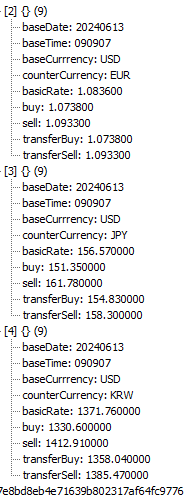 [2] {} (9)
baseDate: 20240613
baseTime: 090907
baseCurrrency: USD
counterCurrency: EUR
basicRate: 1.083600
buy: 1.073800
sell: 1.093300
transferBuy: 1.073800
transferSell: 1.093300
[3] {} (9)
baseDate: 20240613
baseTime: 090907
baseCurrrency: USD
counterCurrency: JPY
basicRate: 156.570000
buy: 151.350000
sell: 161.780000
transferBuy: 154.830000
transferSell: 158.300000
[4] {} (9)
baseDate: 20240613
baseTime: 090907
baseCurrrency: USD
counterCurrency: KRW
basicRate: 1371.760000
buy: 1330.600000
sell: 1412.910000
transferBuy: 1358.040000
transferSell: 1385.470000
7e8bd8eb4e71639b802317af64fc9776